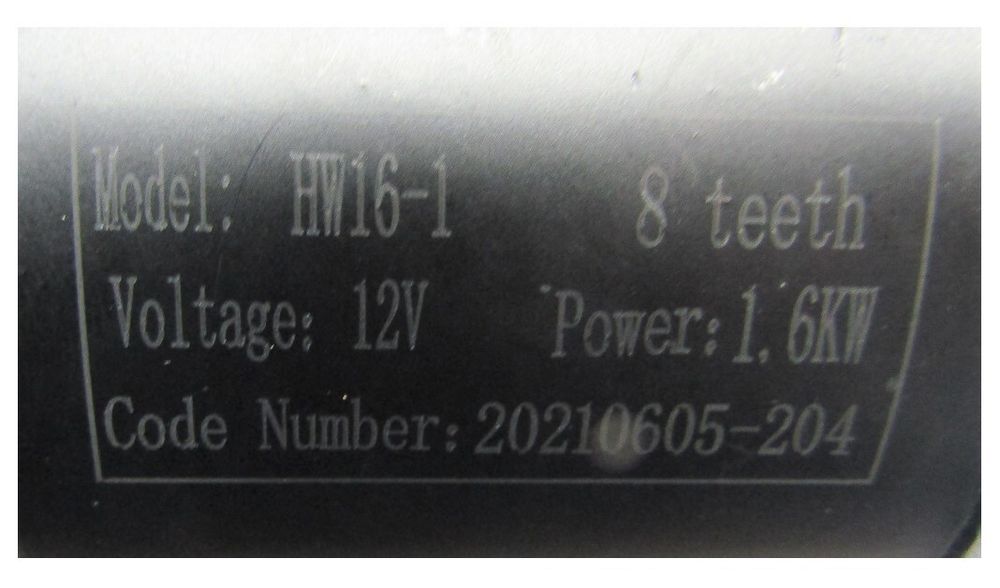 Model: HW16-1 8 teeth
Voltage: 12V Power: 1.6KW
Code Number: 20210605-204